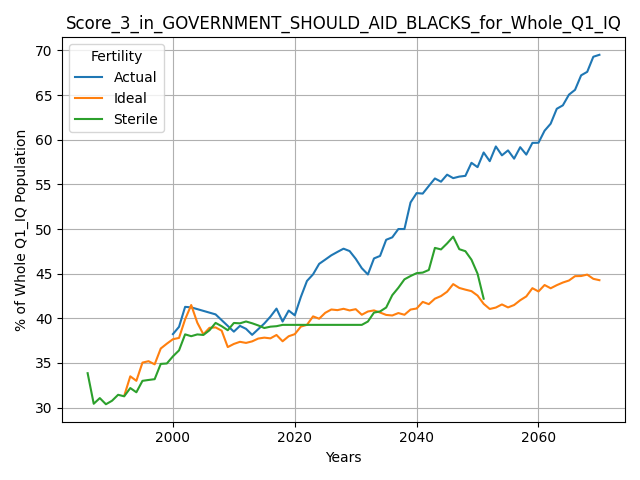 Score_3_in_GOVERNMENT_SHOULD_AID_BLACKS_for_Whole_Q1_IQ
Fertility
Actual
Ideal
Sterile
% of Whole Q1_IQ Population
70
65
60
55
50
45
40
35
30
2000 2020 2040 2060
Years